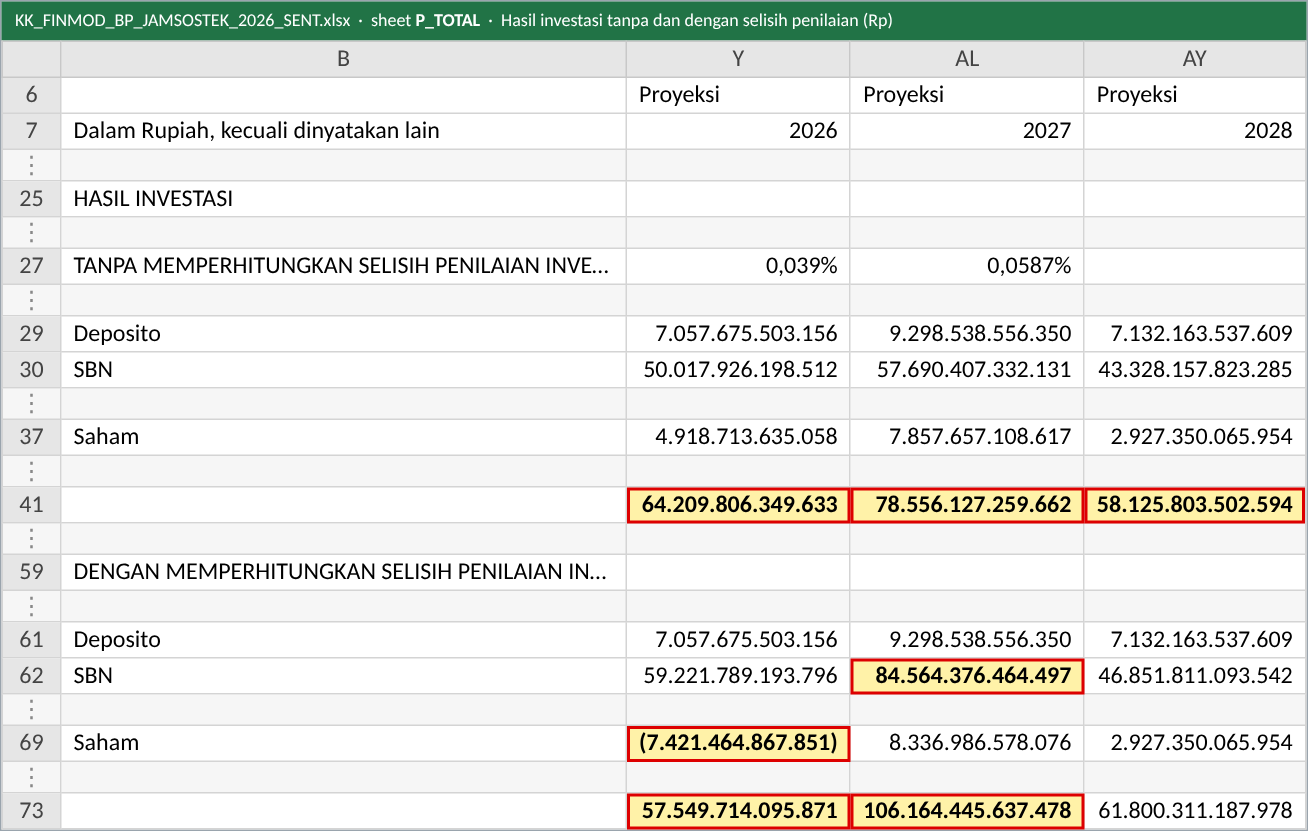 KK_FINMOD_BP_JAMSOSTEK_2026_SENT.xlsx · sheet P_TOTAL · Hasil investasi tanpa dan dengan selisih penilaian (Rp)
B Y AL AY
6 Proyeksi Proyeksi Proyeksi
7 Dalam Rupiah, kecuali dinyatakan lain 2026 2027 2028
⋮
25 HASIL INVESTASI
⋮
27 TANPA MEMPERHITUNGKAN SELISIH PENILAIAN INVE... 0,039% 0,0587%
⋮
29 Deposito 7.057.675.503.156 9.298.538.556.350 7.132.163.537.609
30 SBN 50.017.926.198.512 57.690.407.332.131 43.328.157.823.285
⋮
37 Saham 4.918.713.635.058 7.857.657.108.617 2.927.350.065.954
⋮
41 64.209.806.349.633 78.556.127.259.662 58.125.803.502.594
⋮
59 DENGAN MEMPERHITUNGKAN SELISIH PENILAIAN IN...
⋮
61 Deposito 7.057.675.503.156 9.298.538.556.350 7.132.163.537.609
62 SBN 59.221.789.193.796 84.564.376.464.497 46.851.811.093.542
⋮
69 Saham (7.421.464.867.851) 8.336.986.578.076 2.927.350.065.954
⋮
73 57.549.714.095.871 106.164.445.637.478 61.800.311.187.978